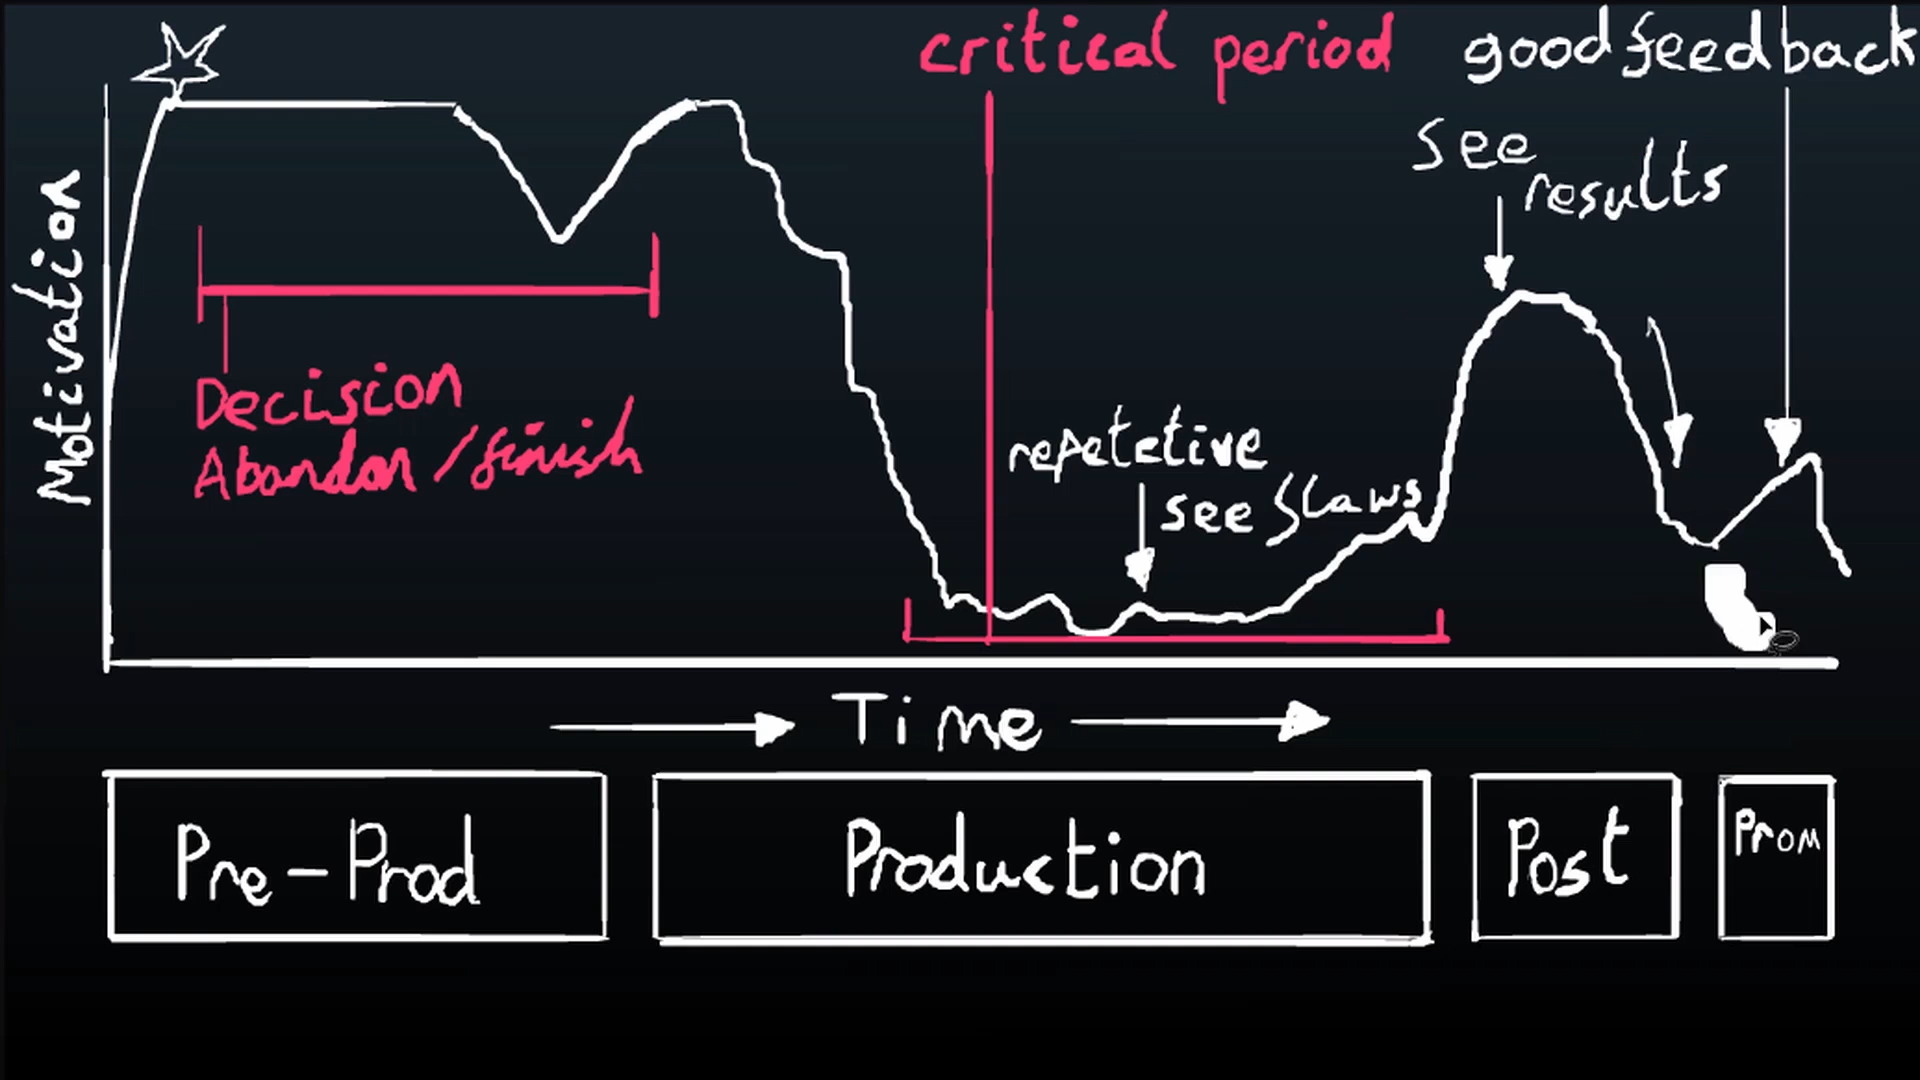 critical period
good feedback
see
results
Motivation
Decision
Abandon/finish
repetetive
see flaws
Time
Pre-Prod
Production
Post
Prom